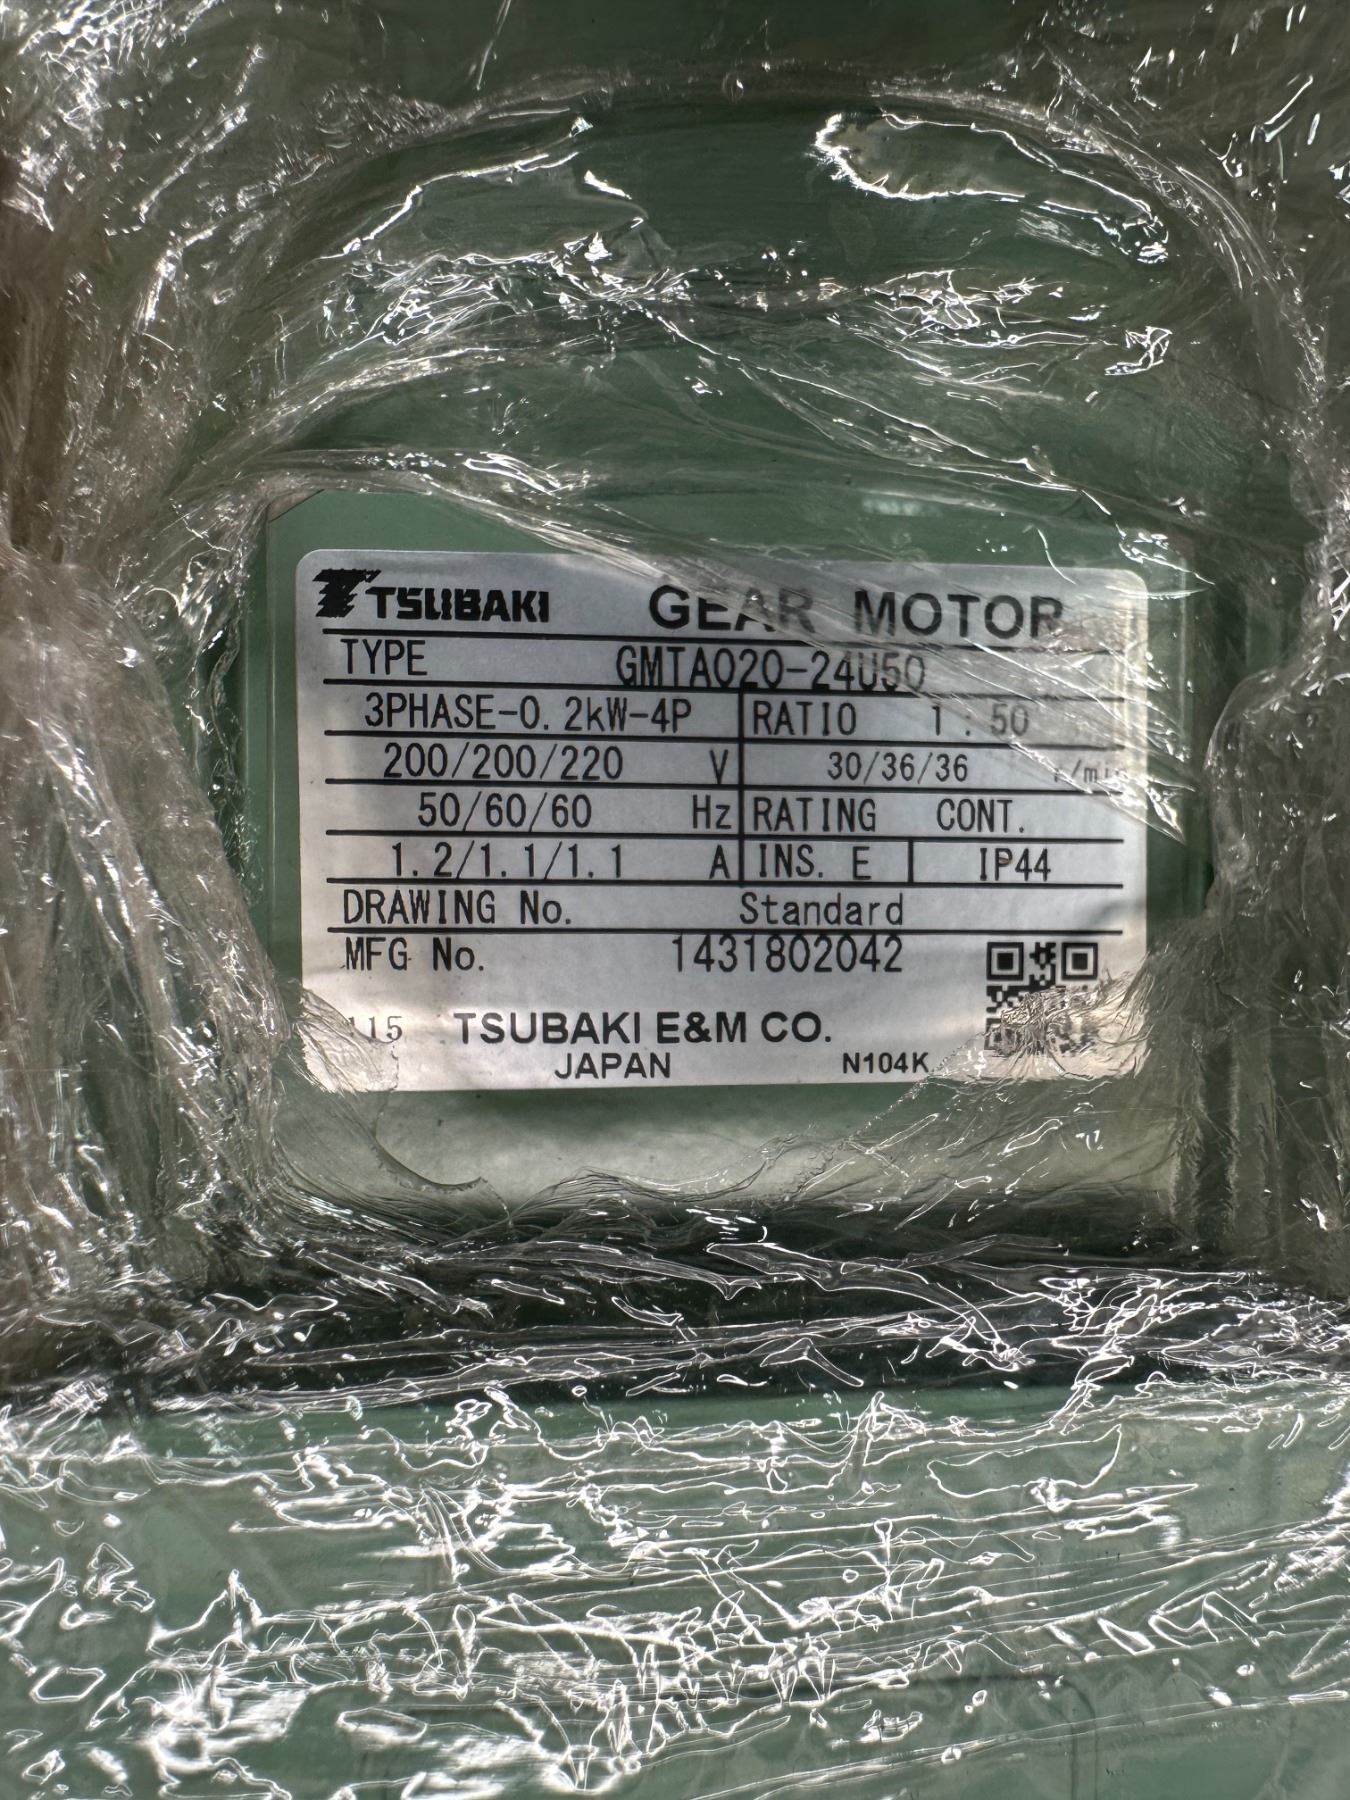 TSUBAKI GEAR MOTOR
TYPE GMTA020-24U50
3PHASE-0.2kW-4P RATIO 1:50
200/200/220 V 30/36/36 r/min
50/60/60 Hz RATING CONT.
1.2/1.1/1.1 A INS. E IP44
DRAWING No. Standard
MFG No. 1431802042
115 TSUBAKI E&M CO.
JAPAN N104K